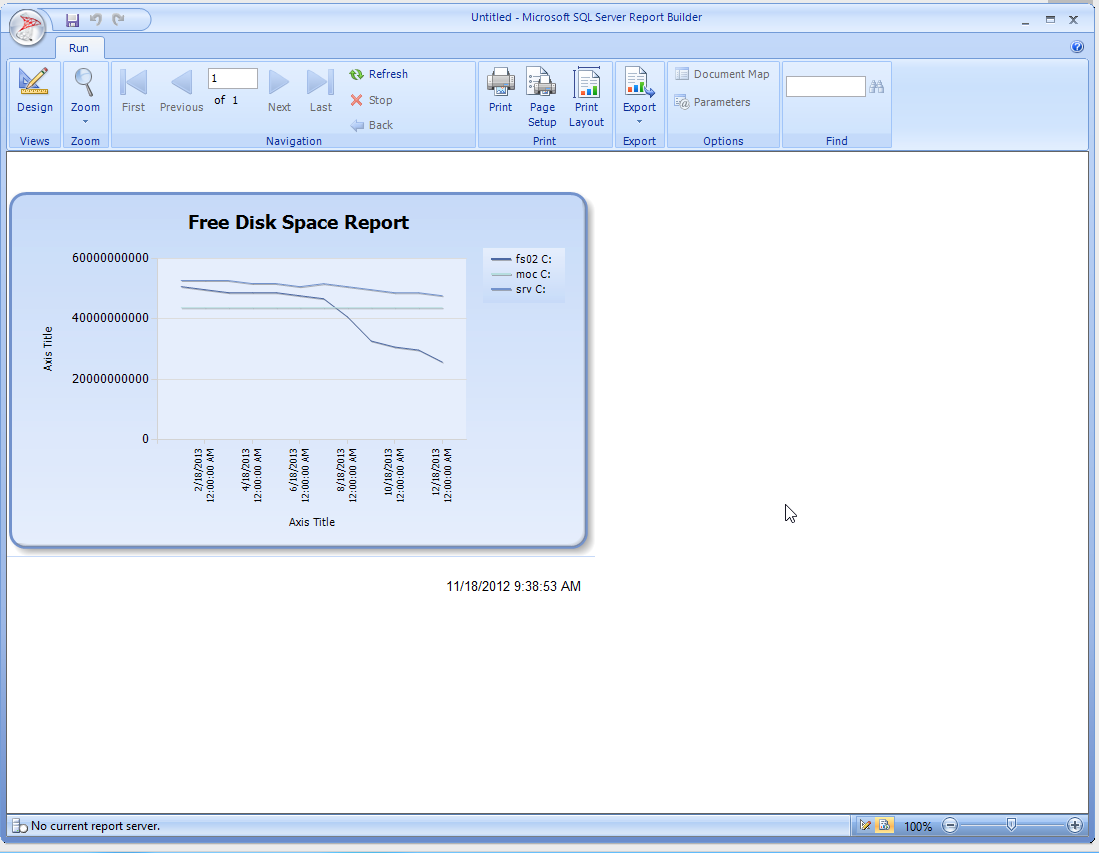 Untitled - Microsoft SQL Server Report Builder
Run
Design
Views
Zoom
Zoom
First
Previous
1
of 1
Next
Last
Refresh
Stop
Back
Navigation
Print
Page
Setup
Print
Layout
Print
Export
Export
Document Map
Parameters
Options
Find
Free Disk Space Report
60000000000
40000000000
20000000000
0
Axis Title
fs02 C:
moc C:
srv C:
2/18/2013
12:00:00 AM
4/18/2013
12:00:00 AM
6/18/2013
12:00:00 AM
8/18/2013
12:00:00 AM
10/18/2013
12:00:00 AM
12/18/2013
12:00:00 AM
Axis Title
11/18/2012 9:38:53 AM
No current report server.
100%